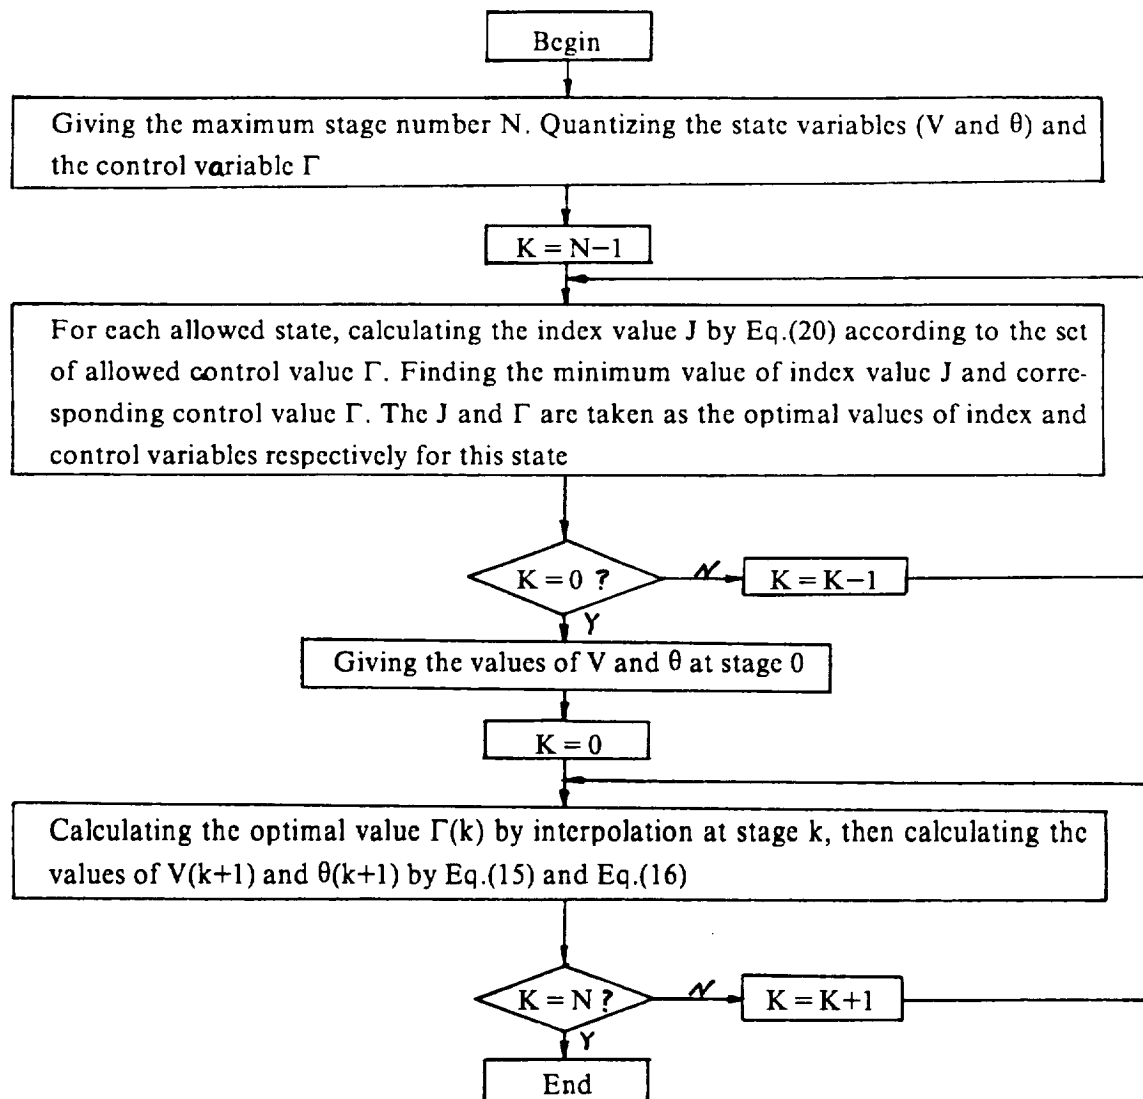 Begin
Giving the maximum stage number N. Quantizing the state variables (V and θ) and
the control variable Γ
K = N−1
For each allowed state, calculating the index value J by Eq.(20) according to the set
of allowed control value Γ. Finding the minimum value of index value J and corre-
sponding control value Γ. The J and Γ are taken as the optimal values of index and
control variables respectively for this state
K = 0 ?
N
K = K−1
Y
Giving the values of V and θ at stage 0
K = 0
Calculating the optimal value Γ(k) by interpolation at stage k, then calculating the
values of V(k+1) and θ(k+1) by Eq.(15) and Eq.(16)
K = N ?
N
K = K+1
Y
End